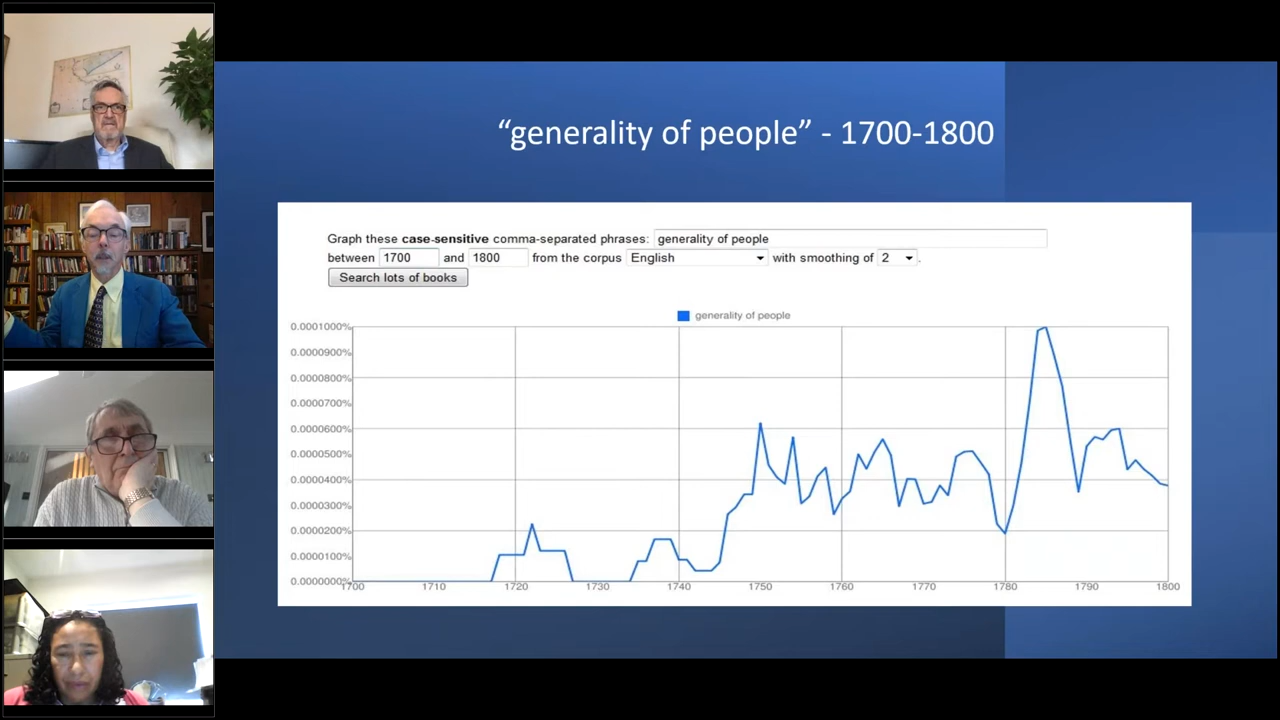 “generality of people” - 1700-1800
Graph these case-sensitive comma-separated phrases: generality of people
between 1700 and 1800 from the corpus English with smoothing of 2 .
Search lots of books
generality of people
0.0001000%
0.0000900%
0.0000800%
0.0000700%
0.0000600%
0.0000500%
0.0000400%
0.0000300%
0.0000200%
0.0000100%
0.0000000%
1700 1710 1720 1730 1740 1750 1760 1770 1780 1790 1800